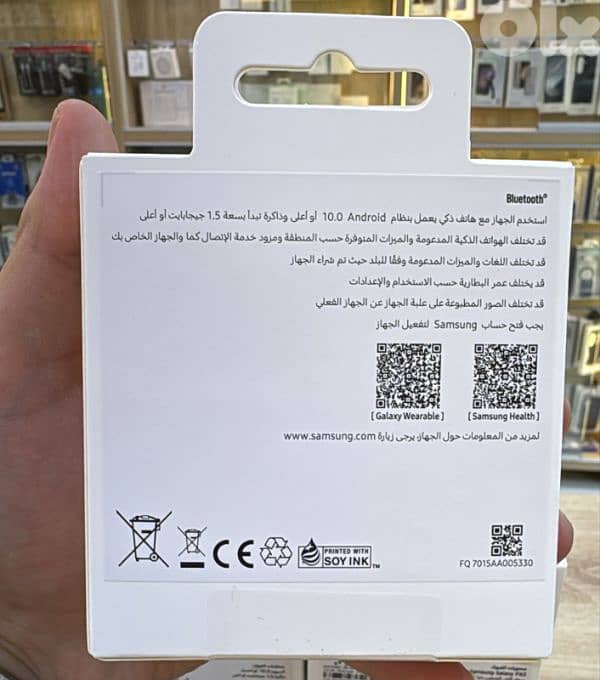 olx
Bluetooth®
استخدم الجهاز مع هاتف ذكي يعمل بنظام Android 10.0 أو أعلى وذاكرة تبدأ بسعة 1.5 جيجابايت أو أعلى
قد تختلف الهواتف الذكية المدعومة والميزات المتوفرة حسب المنطقة ومزود خدمة الإتصال كما والجهاز الخاص بك
قد تختلف اللغات والميزات المدعومة وفقًا للبلد حيث تم شراء الجهاز
قد يختلف عمر البطارية حسب الاستخدام والإعدادات
قد تختلف الصور المطبوعة على علبة الجهاز عن الجهاز الفعلي
يجب فتح حساب Samsung لتفعيل الجهاز
[ Galaxy Wearable ] [ Samsung Health ]
لمزيد من المعلومات حول الجهاز، يرجى زيارة www.samsung.com
CE
PRINTED WITH
SOY INK™
FQ 7015AA005330